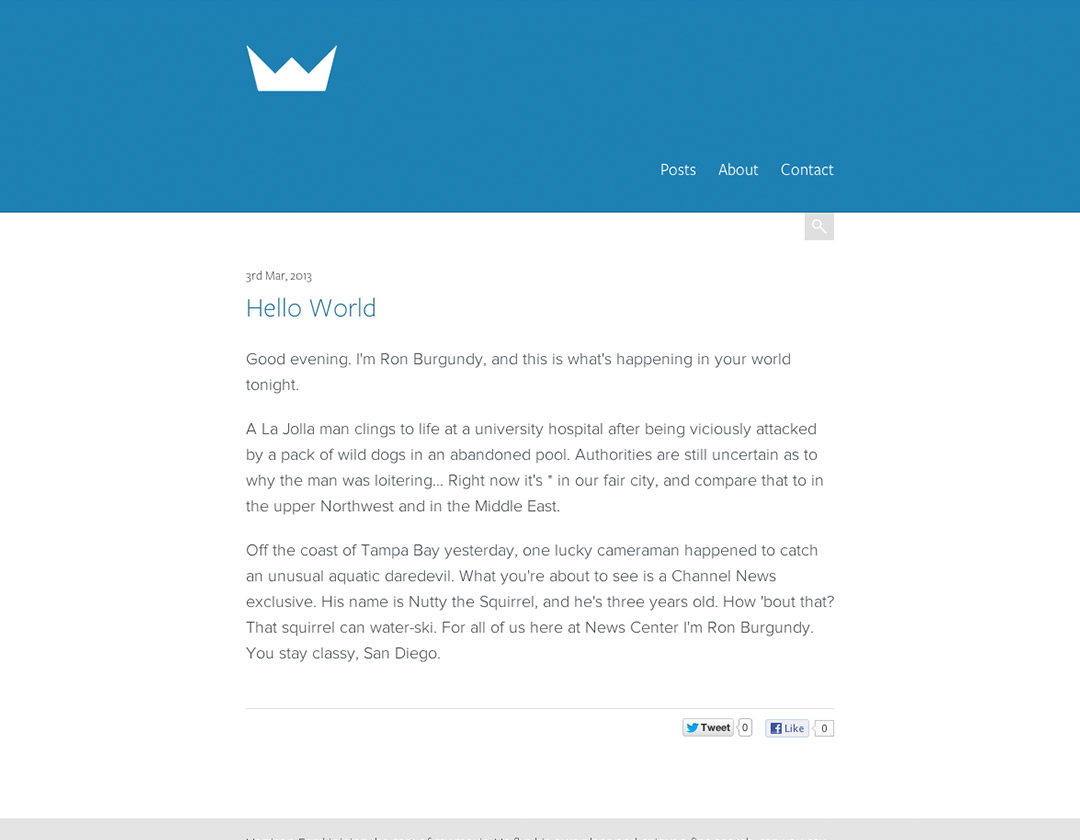 Posts About Contact
3rd Mar, 2013
Hello World
Good evening. I'm Ron Burgundy, and this is what's happening in your world
tonight.
A La Jolla man clings to life at a university hospital after being viciously attacked
by a pack of wild dogs in an abandoned pool. Authorities are still uncertain as to
why the man was loitering... Right now it's * in our fair city, and compare that to in
the upper Northwest and in the Middle East.
Off the coast of Tampa Bay yesterday, one lucky cameraman happened to catch
an unusual aquatic daredevil. What you're about to see is a Channel News
exclusive. His name is Nutty the Squirrel, and he's three years old. How 'bout that?
That squirrel can water-ski. For all of us here at News Center I'm Ron Burgundy.
You stay classy, San Diego.
Tweet 0 Like 0